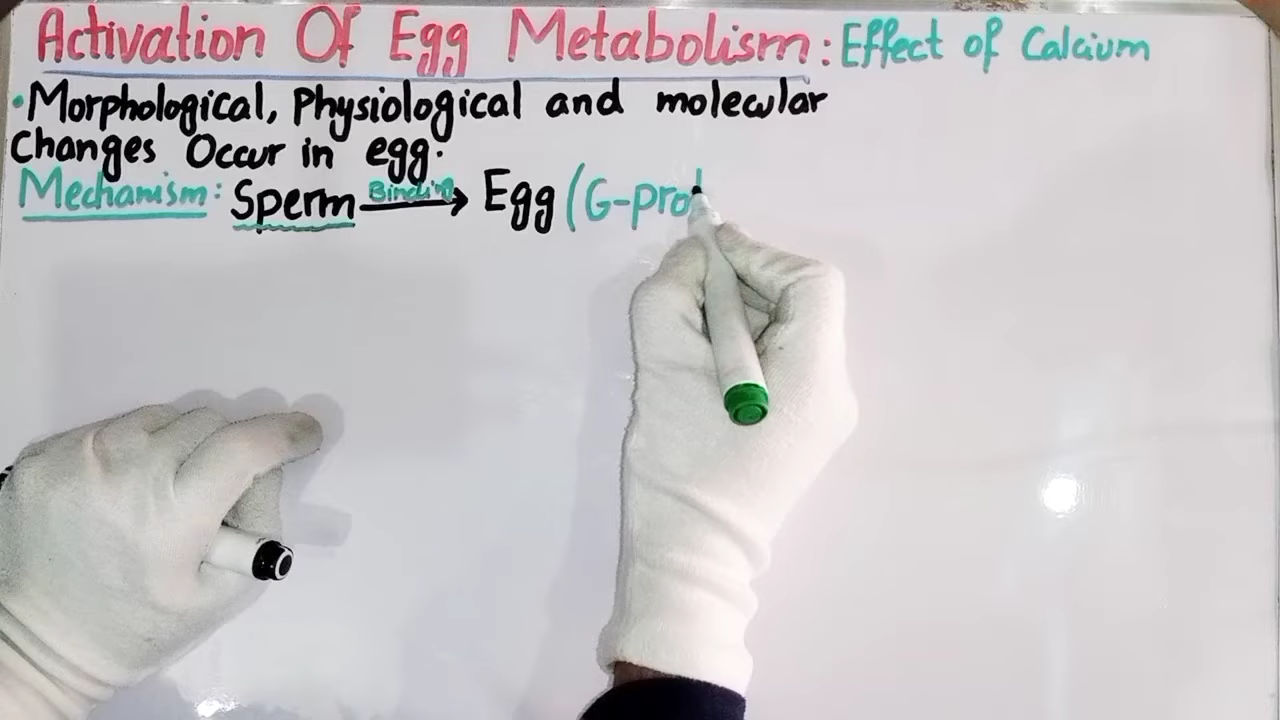 Activation Of Egg Metabolism: Effect of Calcium
• Morphological, Physiological and molecular
Changes Occur in egg.
Mechanism: Sperm Binding → Egg (G-pro